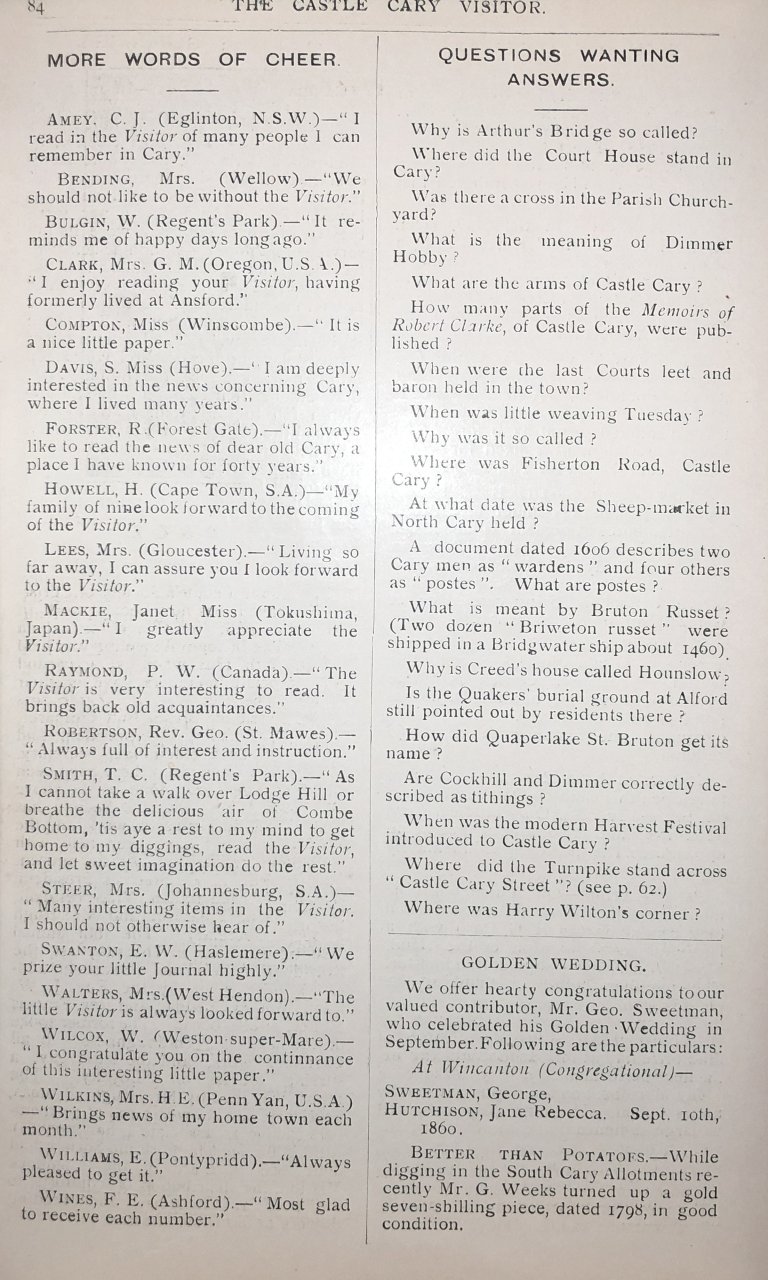 84 THE CASTLE CARY VISITOR.
MORE WORDS OF CHEER.
AMEY, C. J. (Eglinton, N.S.W.)—“I
read in the Visitor of many people I can
remember in Cary.”
BENDING, Mrs. (Wellow).—“We
should not like to be without the Visitor.”
BULGIN, W. (Regent's Park).—“It re-
minds me of happy days long ago.”
CLARK, Mrs. G. M. (Oregon, U.S.A.)—
“I enjoy reading your Visitor, having
formerly lived at Ansford.”
COMPTON, Miss (Winscombe).—“It is
a nice little paper.”
DAVIS, S. Miss (Hove).—“I am deeply
interested in the news concerning Cary,
where I lived many years.”
FORSTER, R. (Forest Gate).—“I always
like to read the news of dear old Cary, a
place I have known for forty years.”
HOWELL, H. (Cape Town, S.A.)—“My
family of nine look forward to the coming
of the Visitor.”
LEES, Mrs. (Gloucester).—“Living so
far away, I can assure you I look forward
to the Visitor.”
MACKIE, Janet Miss (Tokushima,
Japan).—“I greatly appreciate the
Visitor.”
RAYMOND, P. W. (Canada).—“The
Visitor is very interesting to read. It
brings back old acquaintances.”
ROBERTSON, Rev. Geo. (St. Mawes).—
“Always full of interest and instruction.”
SMITH, T. C. (Regent's Park).—“As
I cannot take a walk over Lodge Hill or
breathe the delicious air of Combe
Bottom, 'tis aye a rest to my mind to get
home to my diggings, read the Visitor,
and let sweet imagination do the rest.”
STEER, Mrs. (Johannesburg, S.A.)—
“Many interesting items in the Visitor.
I should not otherwise hear of.”
SWANTON, E. W. (Haslemere).—“We
prize your little Journal highly.”
WALTERS, Mrs. (West Hendon).—“The
little Visitor is always looked forward to.”
WILCOX, W. (Weston-super-Mare).—
“I congratulate you on the continnance
of this interesting little paper.”
WILKINS, Mrs. H.E. (Penn Yan, U.S.A.)
—“Brings news of my home town each
month.”
WILLIAMS, E. (Pontypridd).—“Always
pleased to get it.”
WINES, F. E. (Ashford).—“Most glad
to receive each number.”
QUESTIONS WANTING
ANSWERS.
Why is Arthur's Bridge so called?
Where did the Court House stand in
Cary?
Was there a cross in the Parish Church-
yard?
What is the meaning of Dimmer
Hobby?
What are the arms of Castle Cary?
How many parts of the Memoirs of
Robert Clarke, of Castle Cary, were pub-
lished?
When were the last Courts leet and
baron held in the town?
When was little weaving Tuesday?
Why was it so called?
Where was Fisherton Road, Castle
Cary?
At what date was the Sheep-market in
North Cary held?
A document dated 1606 describes two
Cary men as “wardens” and four others
as “postes”. What are postes?
What is meant by Bruton Russet?
(Two dozen “Briweton russet” were
shipped in a Bridgwater ship about 1460).
Why is Creed's house called Hounslow?
Is the Quakers' burial ground at Alford
still pointed out by residents there?
How did Quaperlake St. Bruton get its
name?
Are Cockhill and Dimmer correctly de-
scribed as tithings?
When was the modern Harvest Festival
introduced to Castle Cary?
Where did the Turnpike stand across
“Castle Cary Street”? (see p. 62.)
Where was Harry Wilton's corner?
GOLDEN WEDDING.
We offer hearty congratulations to our
valued contributor, Mr. Geo. Sweetman,
who celebrated his Golden Wedding in
September. Following are the particulars:
At Wincanton (Congregational)—
SWEETMAN, George,
HUTCHISON, Jane Rebecca. Sept. 10th,
1860.
BETTER THAN POTATOES.—While
digging in the South Cary Allotments re-
cently Mr. G. Weeks turned up a gold
seven-shilling piece, dated 1798, in good
condition.